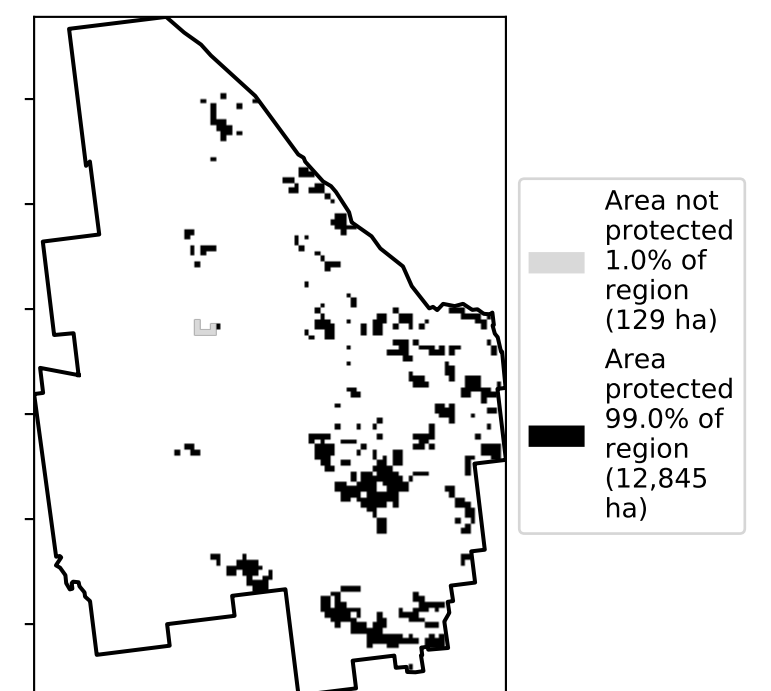 Area not
protected
1.0% of
region
(129 ha)
Area
protected
99.0% of
region
(12,845
ha)